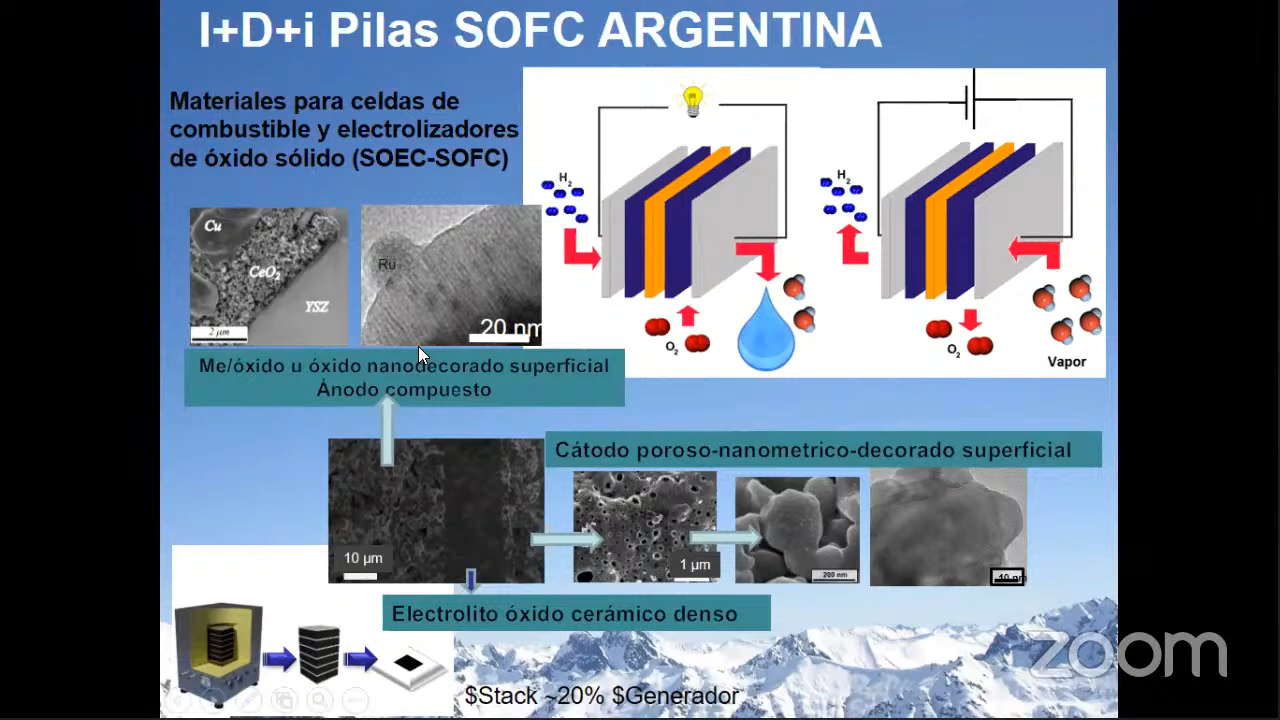 I+D+i Pilas SOFC ARGENTINA
Materiales para celdas de
combustible y electrolizadores
de óxido sólido (SOEC-SOFC)
H2
H2
O2
O2
Vapor
Cu
CeO2
YSZ
2 μm
Ru
20 nm
Me/óxido u óxido nanodecorado superficial
Ánodo compuesto
Cátodo poroso-nanometrico-decorado superficial
10 μm
1 μm
200 nm
10 nm
Electrolito óxido cerámico denso
$Stack ~20% $Generador
zoom